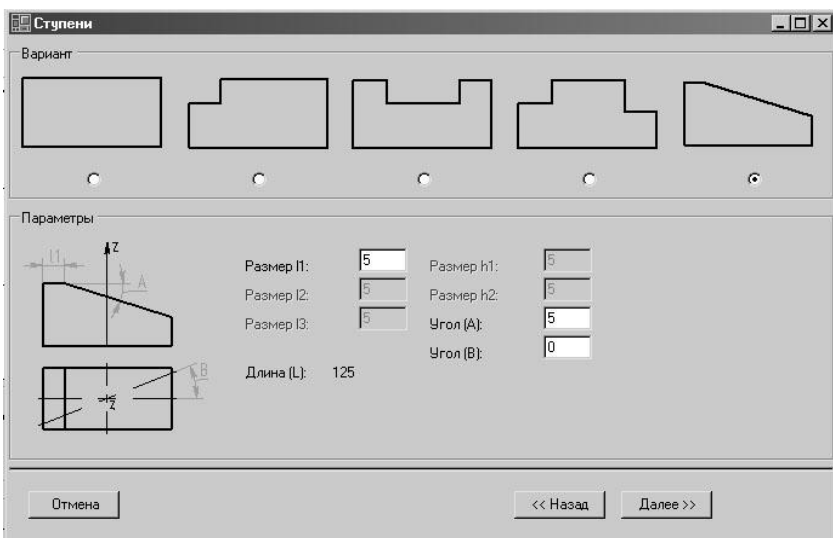 Ступени
Вариант
Параметры
l1
Z
A
B
Z
Размер l1: 5
Размер l2: 5
Размер l3: 5
Длина (L): 125
Размер h1: 5
Размер h2: 5
Угол (A): 5
Угол (B): 0
Отмена
<< Назад
Далее >>